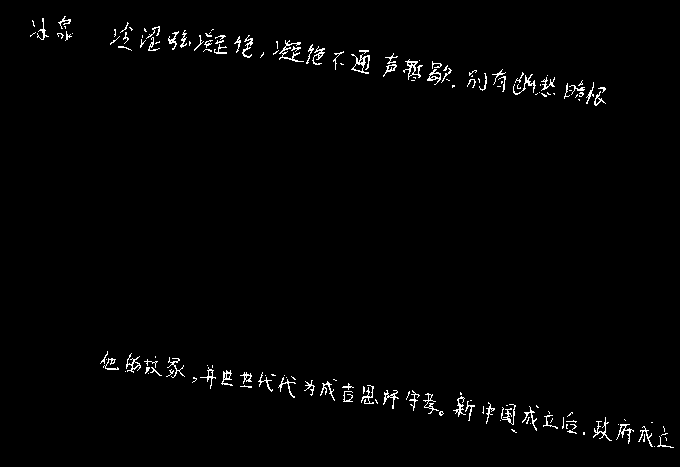 冰泉 冷涩弦凝绝，凝绝不通声暂歇．别有幽愁暗恨
他的故冢，并世世代代为成吉思汗守孝。新中国成立后．政府成立